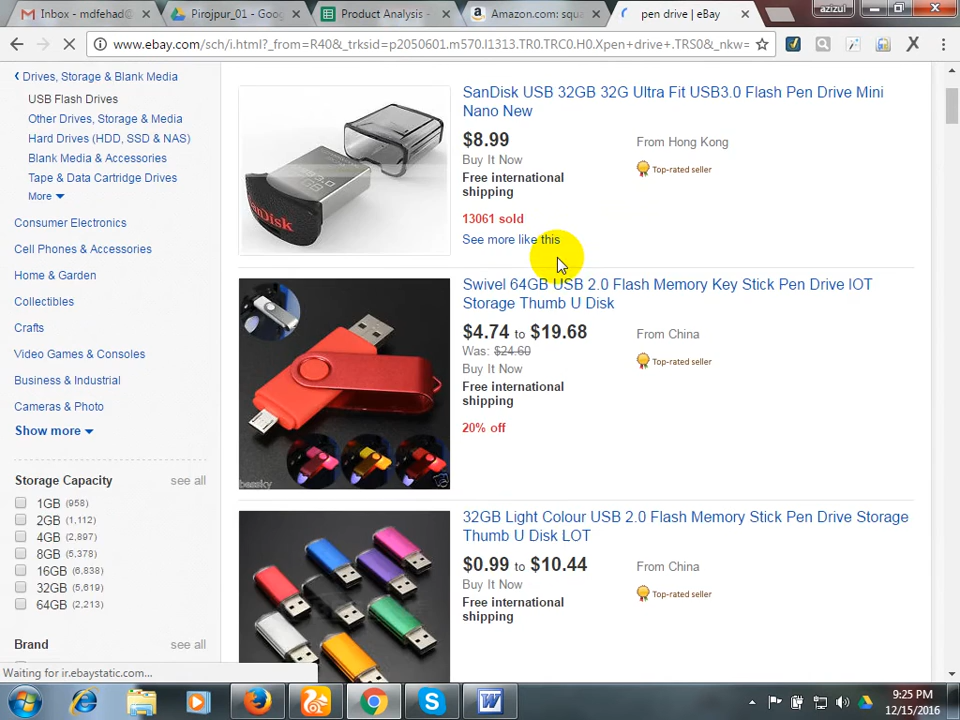 Inbox - mdfehad
Pirojpur_01 - Goog
Product Analysis -
Amazon.com: squa
pen drive | eBay
azizul
www.ebay.com/sch/i.html?_from=R40&_trksid=p2050601.m570.l1313.TR0.TRC0.H0.Xpen+drive+.TRS0&_nkw=
Drives, Storage & Blank Media
USB Flash Drives
Other Drives, Storage & Media
Hard Drives (HDD, SSD & NAS)
Blank Media & Accessories
Tape & Data Cartridge Drives
More
Consumer Electronics
Cell Phones & Accessories
Home & Garden
Collectibles
Crafts
Video Games & Consoles
Business & Industrial
Cameras & Photo
Show more
Storage Capacity see all
1GB (958)
2GB (1,112)
4GB (2,897)
8GB (5,378)
16GB (6,838)
32GB (5,619)
64GB (2,213)
Brand see all
Waiting for ir.ebaystatic.com...
SanDisk
SanDisk USB 32GB 32G Ultra Fit USB3.0 Flash Pen Drive Mini
Nano New
$8.99 From Hong Kong
Buy It Now
Top-rated seller
Free international
shipping
13061 sold
See more like this
bessky
Swivel 64GB USB 2.0 Flash Memory Key Stick Pen Drive IOT
Storage Thumb U Disk
$4.74 to $19.68 From China
Was: $24.60
Buy It Now
Top-rated seller
Free international
shipping
20% off
32GB Light Colour USB 2.0 Flash Memory Stick Pen Drive Storage
Thumb U Disk LOT
$0.99 to $10.44 From China
Buy It Now
Top-rated seller
Free international
shipping
9:25 PM
12/15/2016